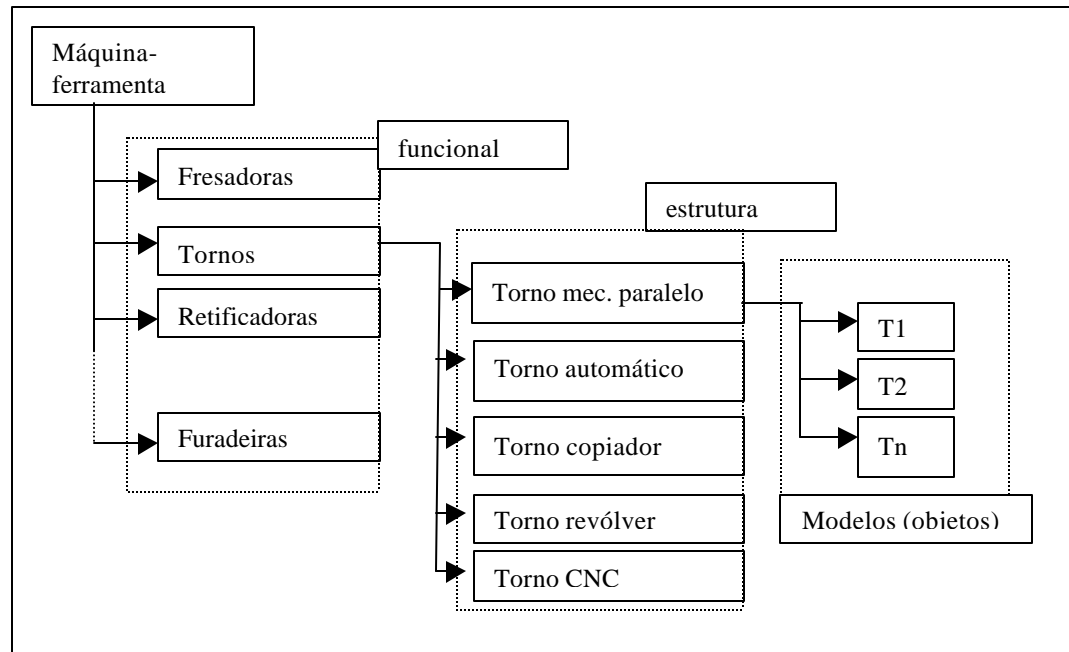 Máquina-
ferramenta
funcional
Fresadoras
estrutura
Tornos
Torno mec. paralelo
Retificadoras
T1
Torno automático
T2
Furadeiras
Torno copiador
Tn
Torno revólver
Modelos (objetos)
Torno CNC